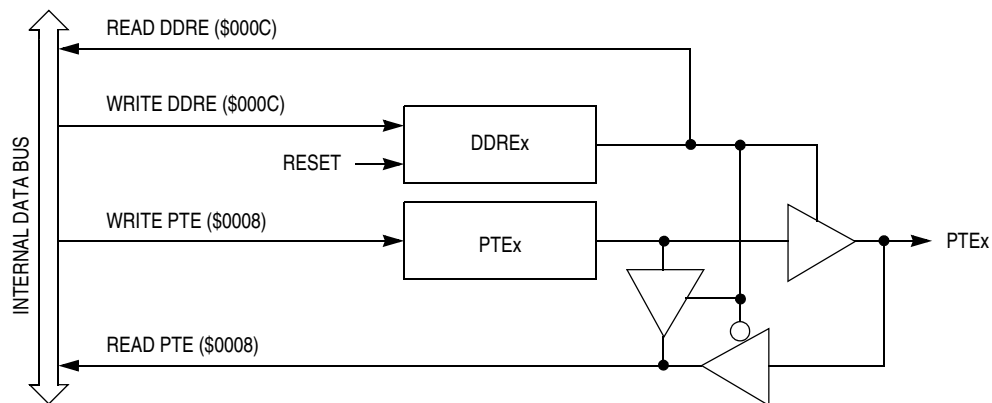 READ DDRE ($000C)
WRITE DDRE ($000C)
DDREx
RESET
INTERNAL DATA BUS
WRITE PTE ($0008)
PTEx
PTEx
READ PTE ($0008)